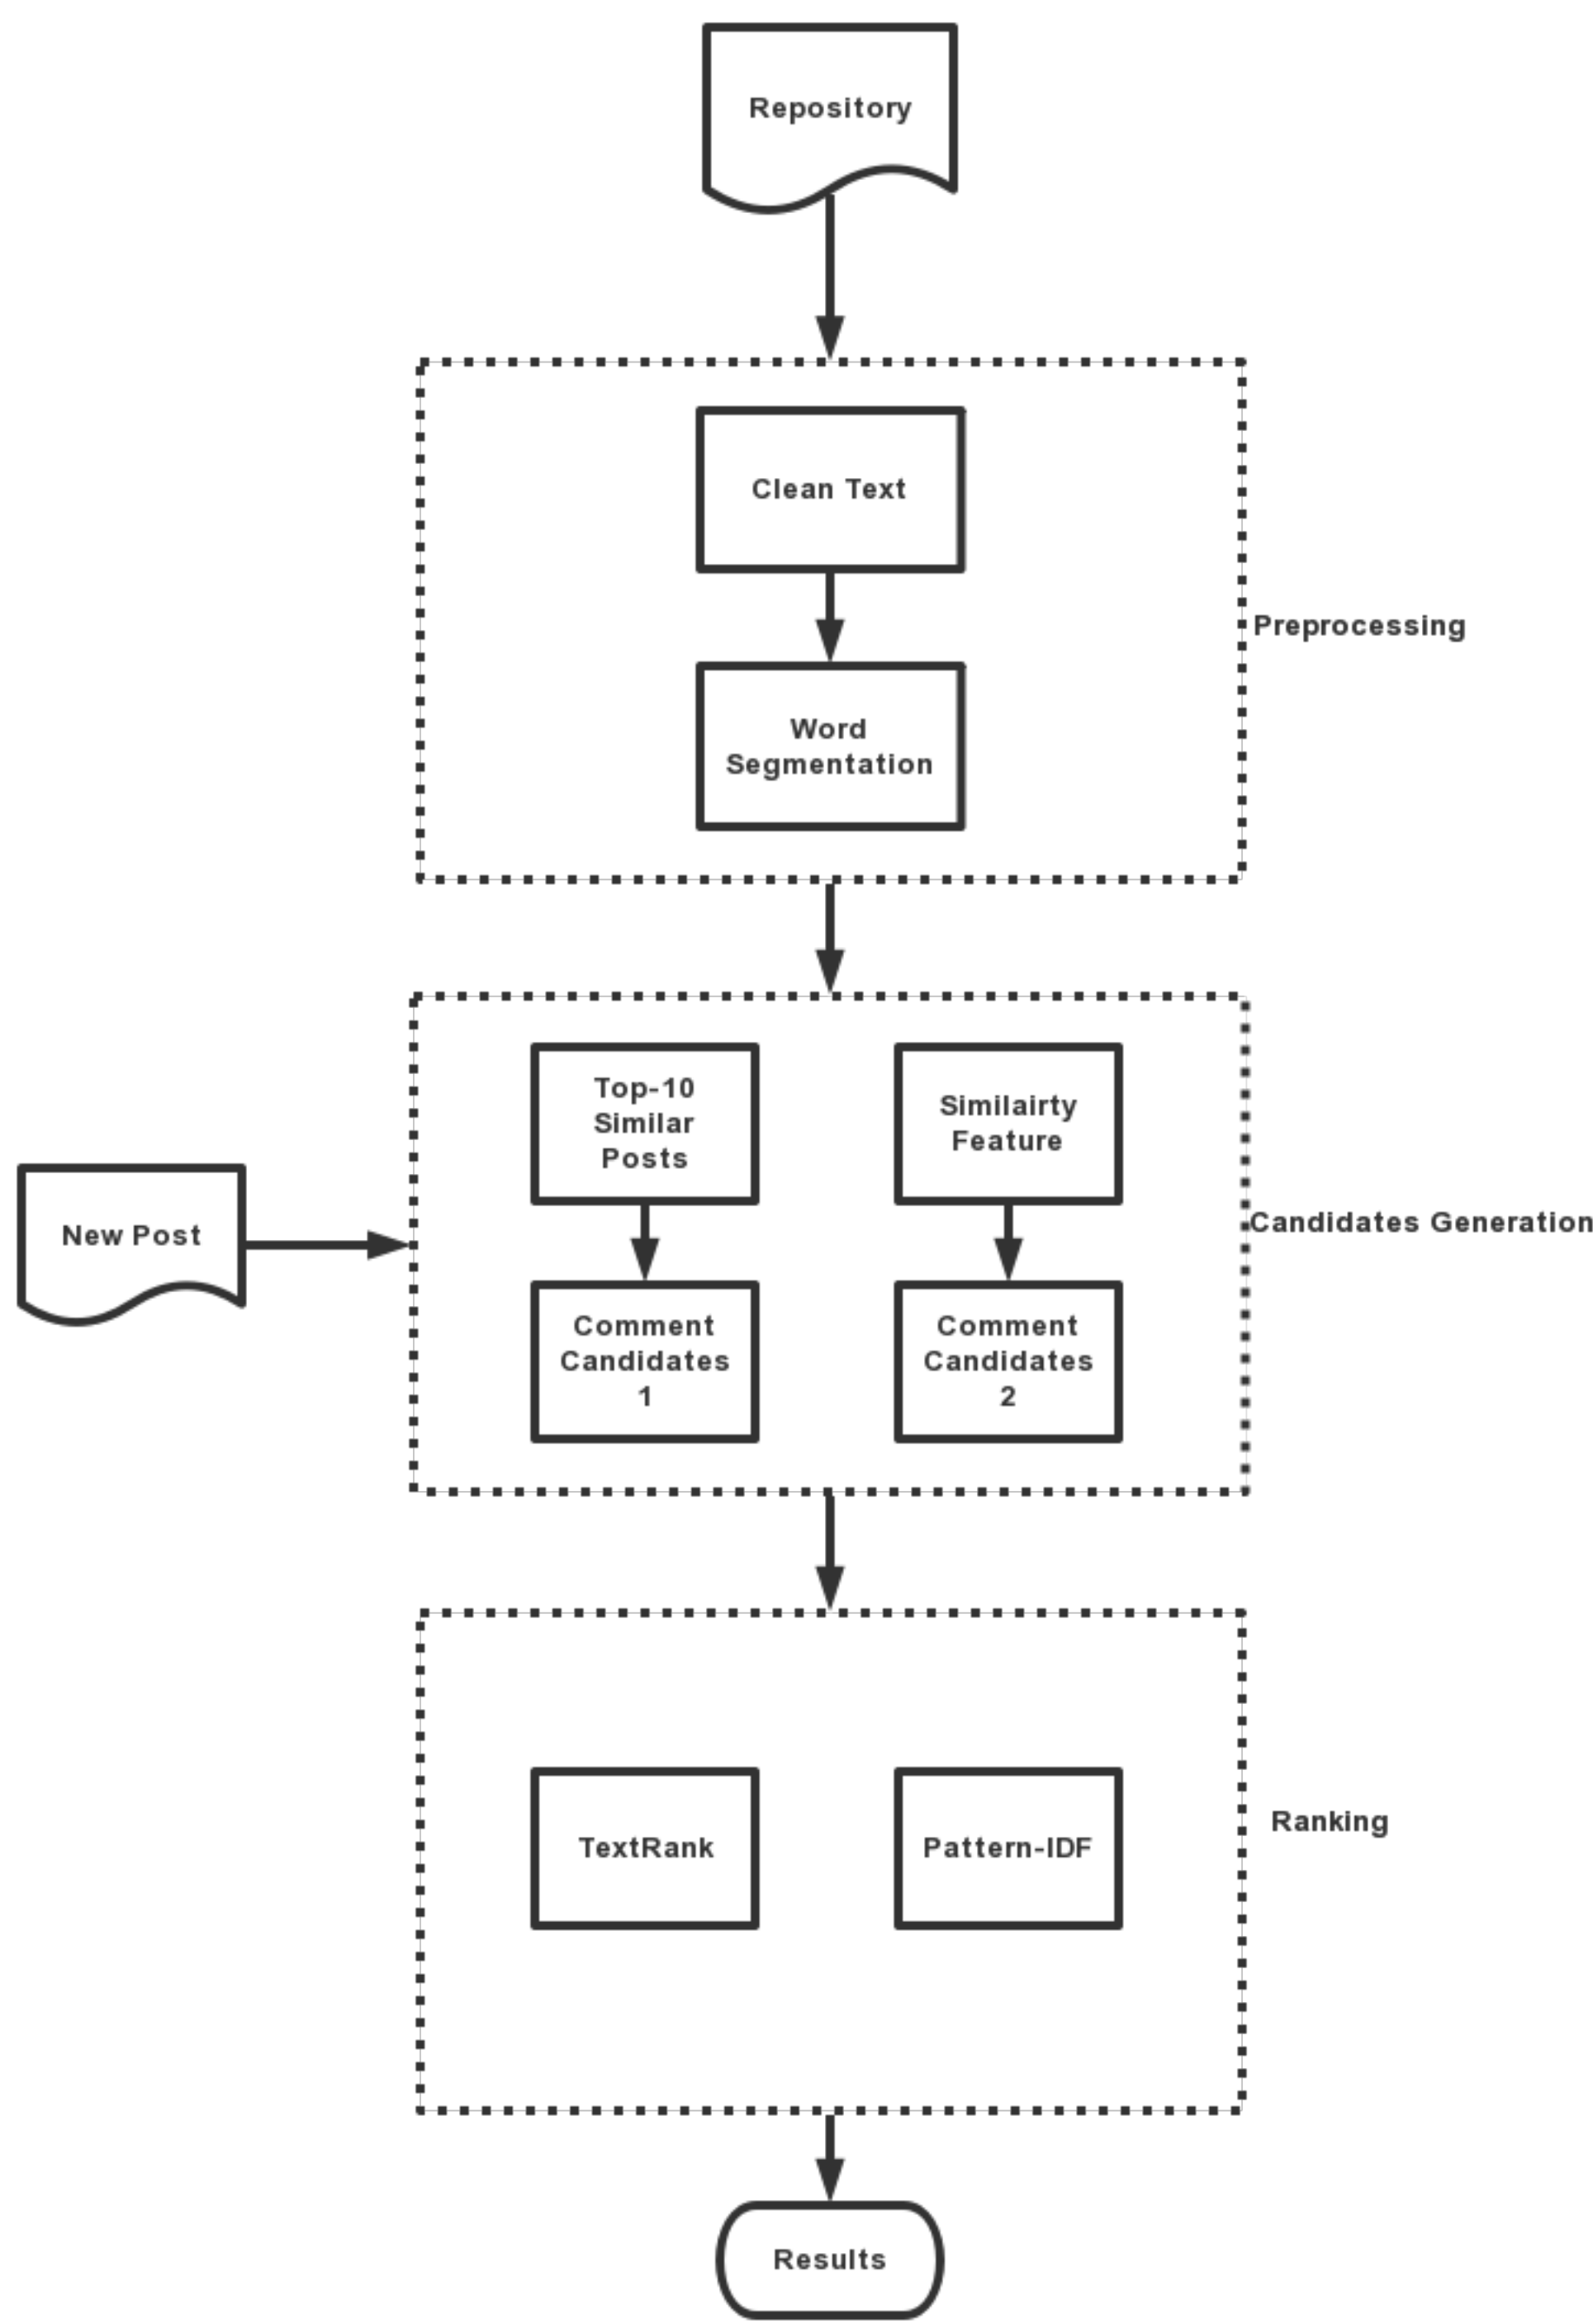 Repository
Clean Text
Preprocessing
Word
Segmentation
Top-10
Similar
Posts
Similairty
Feature
New Post
Candidates Generation
Comment
Candidates
1
Comment
Candidates
2
TextRank
Pattern-IDF
Ranking
Results